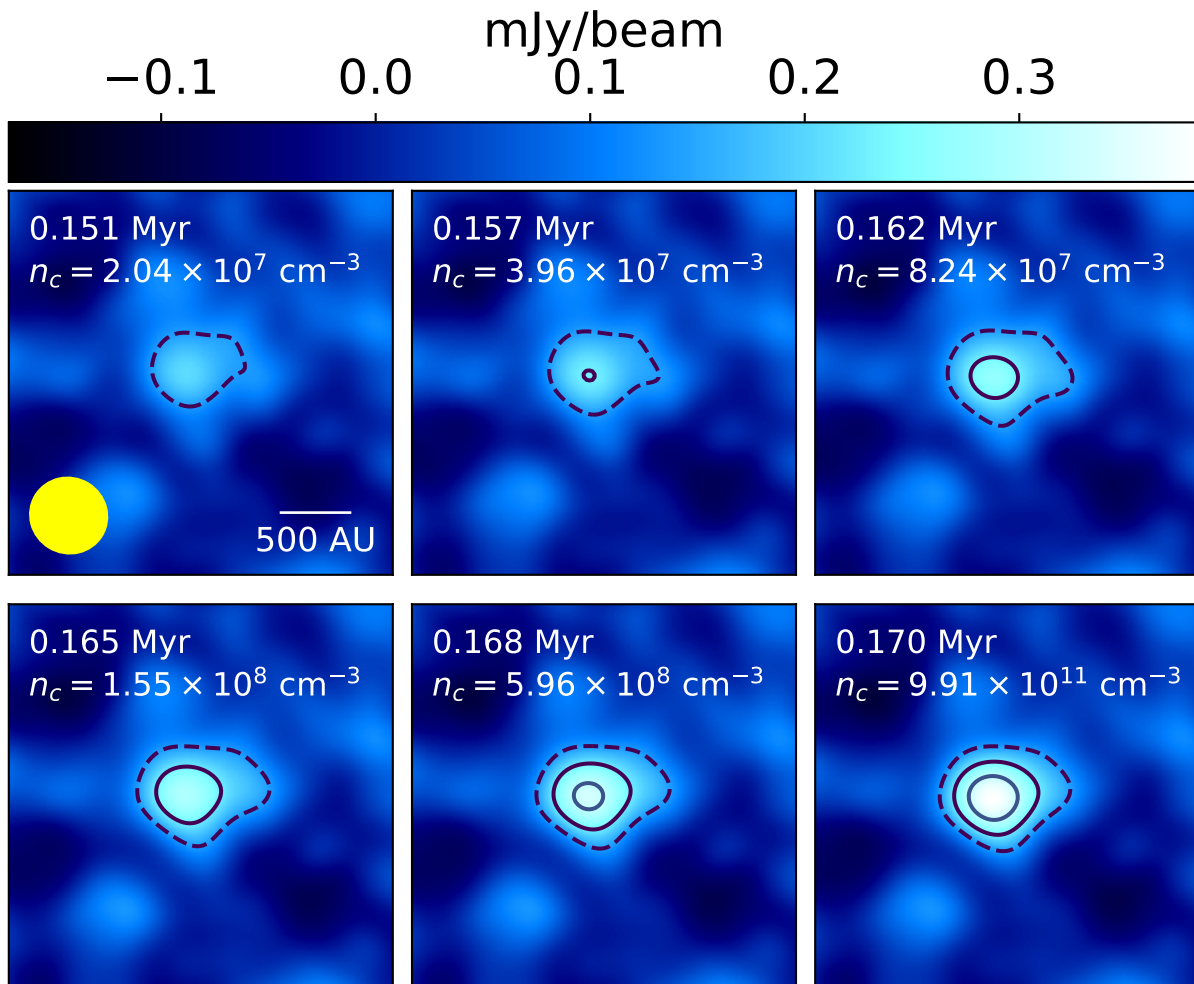 mJy/beam
−0.1 0.0 0.1 0.2 0.3
0.151 Myr
n_c = 2.04 × 10^7 cm^−3
500 AU
0.157 Myr
n_c = 3.96 × 10^7 cm^−3
0.162 Myr
n_c = 8.24 × 10^7 cm^−3
0.165 Myr
n_c = 1.55 × 10^8 cm^−3
0.168 Myr
n_c = 5.96 × 10^8 cm^−3
0.170 Myr
n_c = 9.91 × 10^11 cm^−3